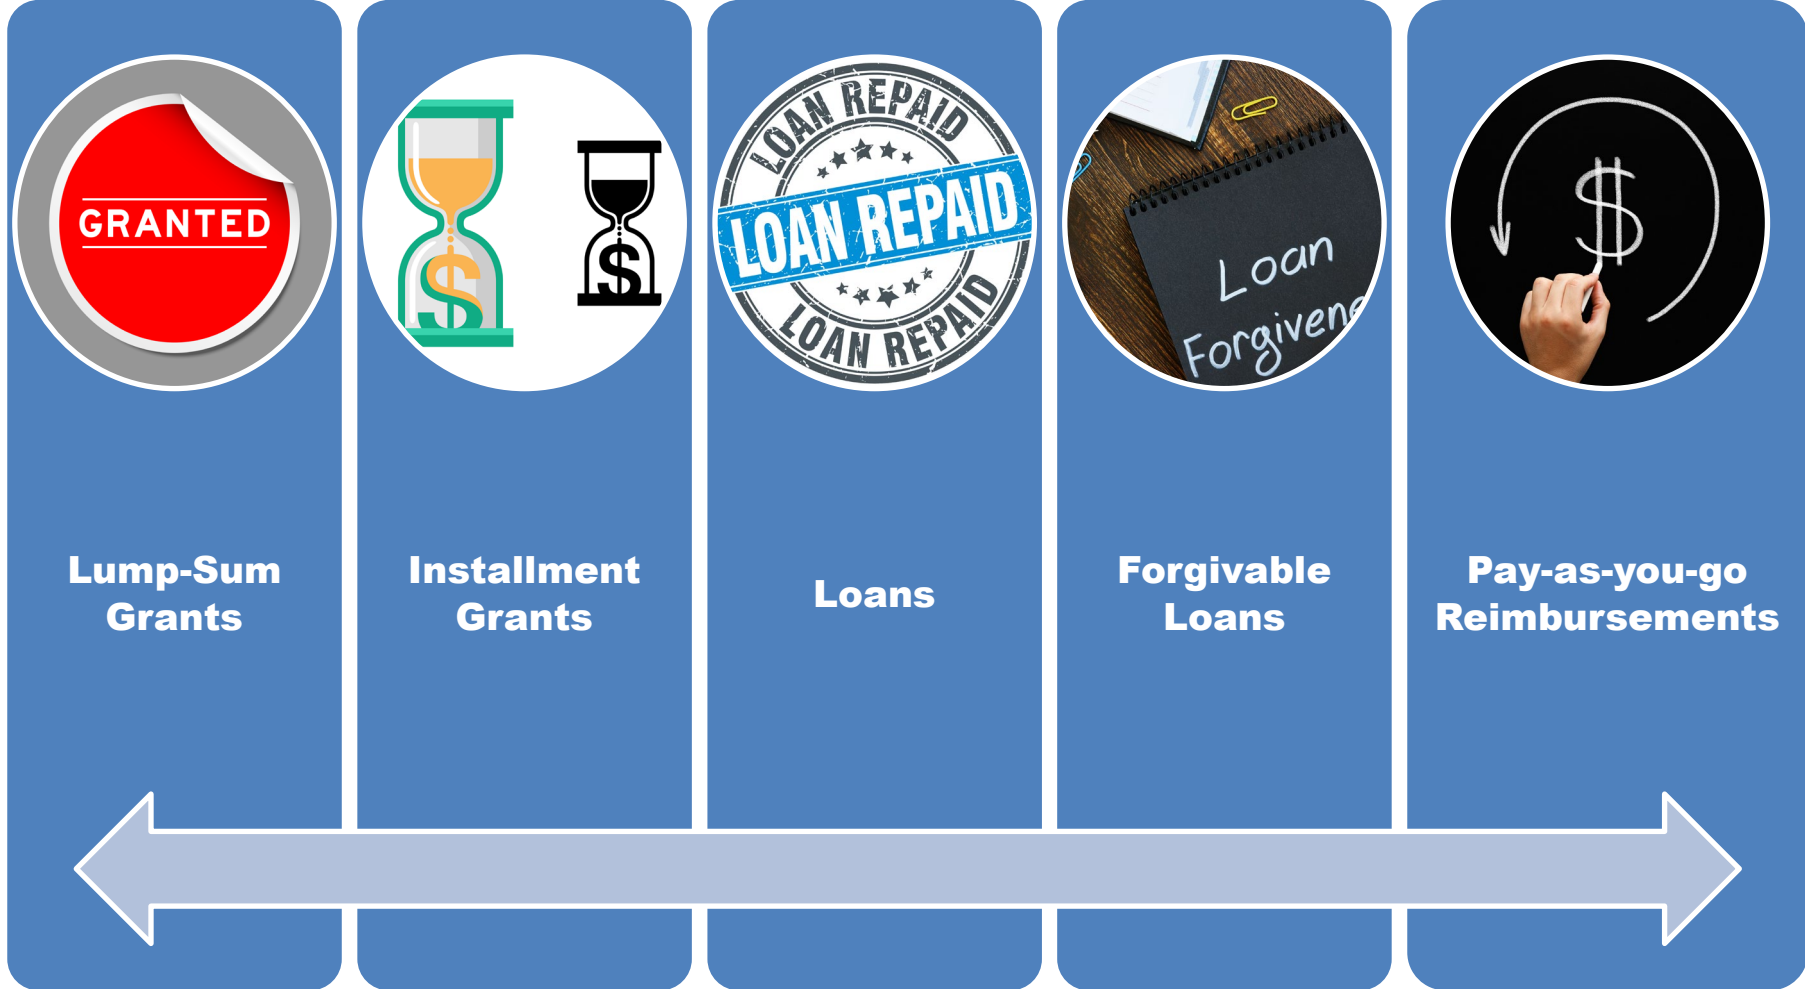 GRANTED
$
$
LOAN REPAID
LOAN REPAID
LOAN REPAID
Loan
Forgivene
$
Lump-Sum
Grants
Installment
Grants
Loans
Forgivable
Loans
Pay-as-you-go
Reimbursements